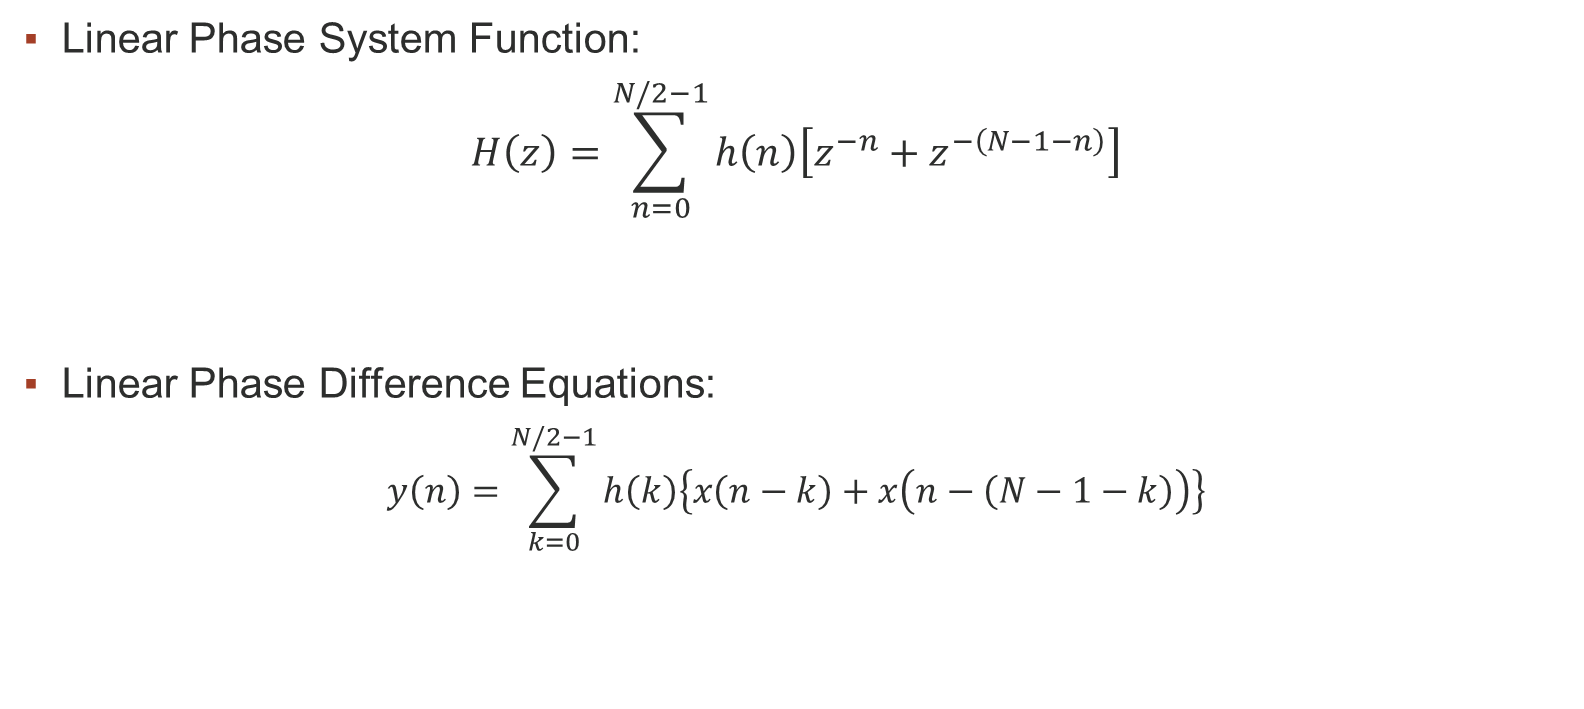 ▪ Linear Phase System Function:
N/2−1
H(z) = ∑ h(n)[z^{−n} + z^{−(N−1−n)}]
n=0
▪ Linear Phase Difference Equations:
N/2−1
y(n) = ∑ h(k){x(n − k) + x(n − (N − 1 − k))}
k=0